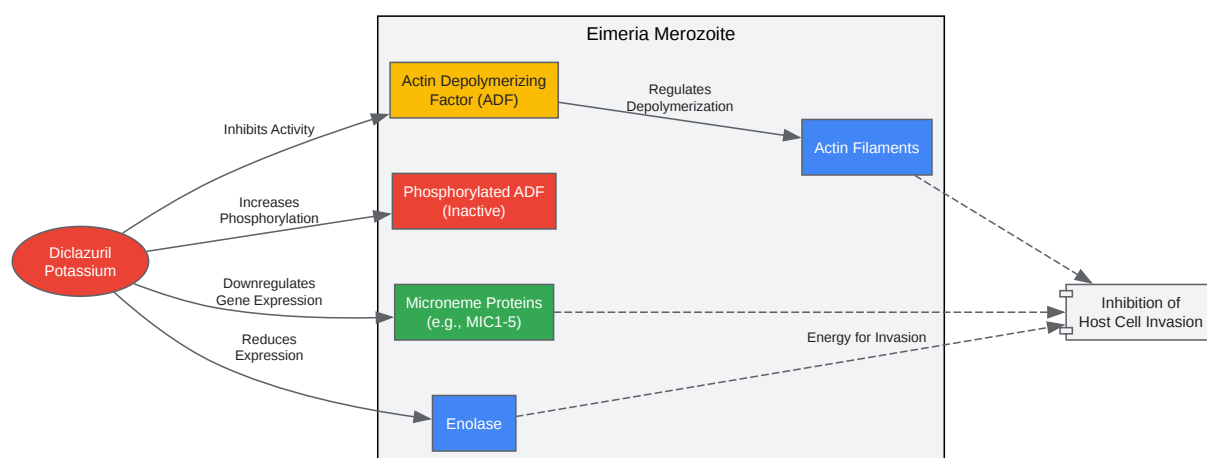 Eimeria Merozoite
Actin Depolymerizing
Factor (ADF)
Regulates
Depolymerization
Inhibits Activity
Actin Filaments
Increases
Phosphorylation
Phosphorylated ADF
(Inactive)
Diclazuril
Potassium
Downregulates
Gene Expression
Microneme Proteins
(e.g., MIC1-5)
Inhibition of
Host Cell Invasion
Reduces
Expression
Energy for Invasion
Enolase